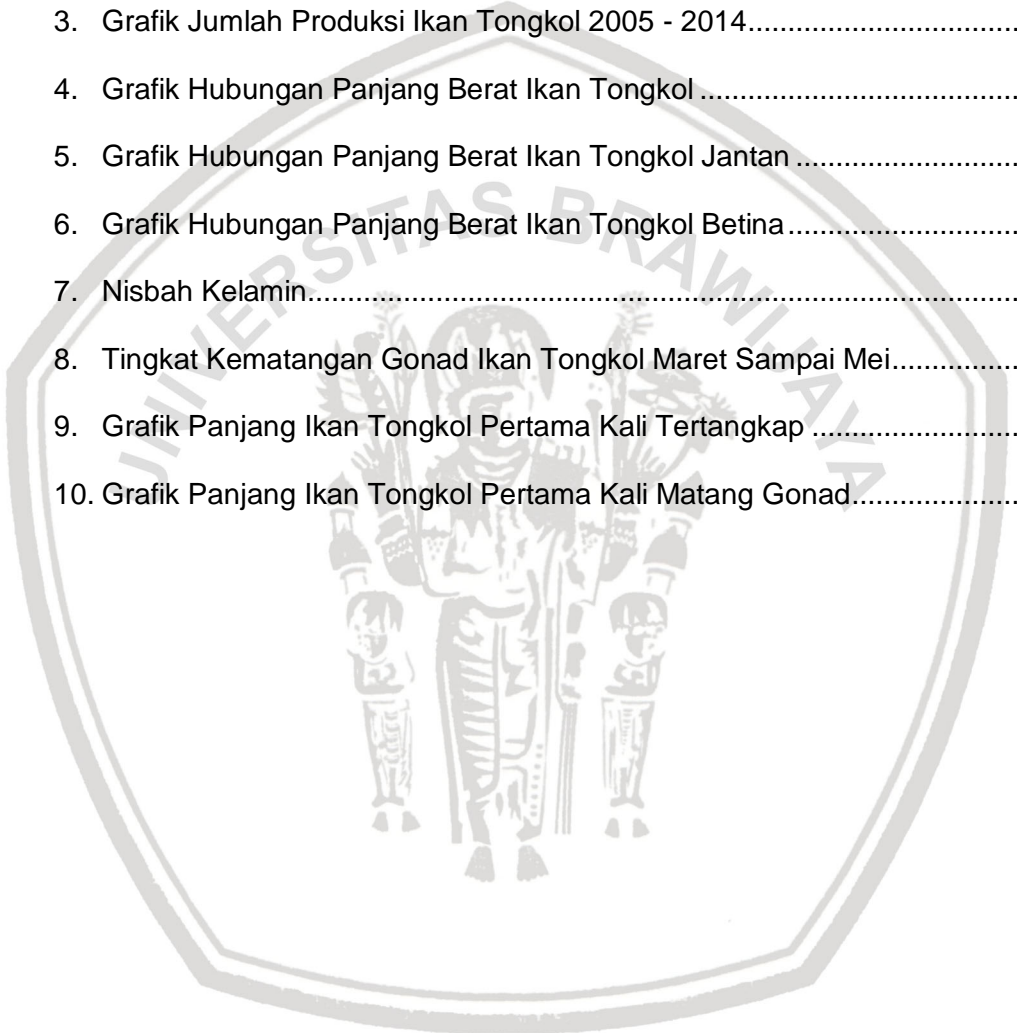 3. Grafik Jumlah Produksi Ikan Tongkol 2005 - 2014................................
4. Grafik Hubungan Panjang Berat Ikan Tongkol ......................................
5. Grafik Hubungan Panjang Berat Ikan Tongkol Jantan ...........................
6. Grafik Hubungan Panjang Berat Ikan Tongkol Betina............................
7. Nisbah Kelamin......................................................................................
8. Tingkat Kematangan Gonad Ikan Tongkol Maret Sampai Mei...............
9. Grafik Panjang Ikan Tongkol Pertama Kali Tertangkap .........................
10. Grafik Panjang Ikan Tongkol Pertama Kali Matang Gonad....................
UNIVERSITAS BRAWIJAYA